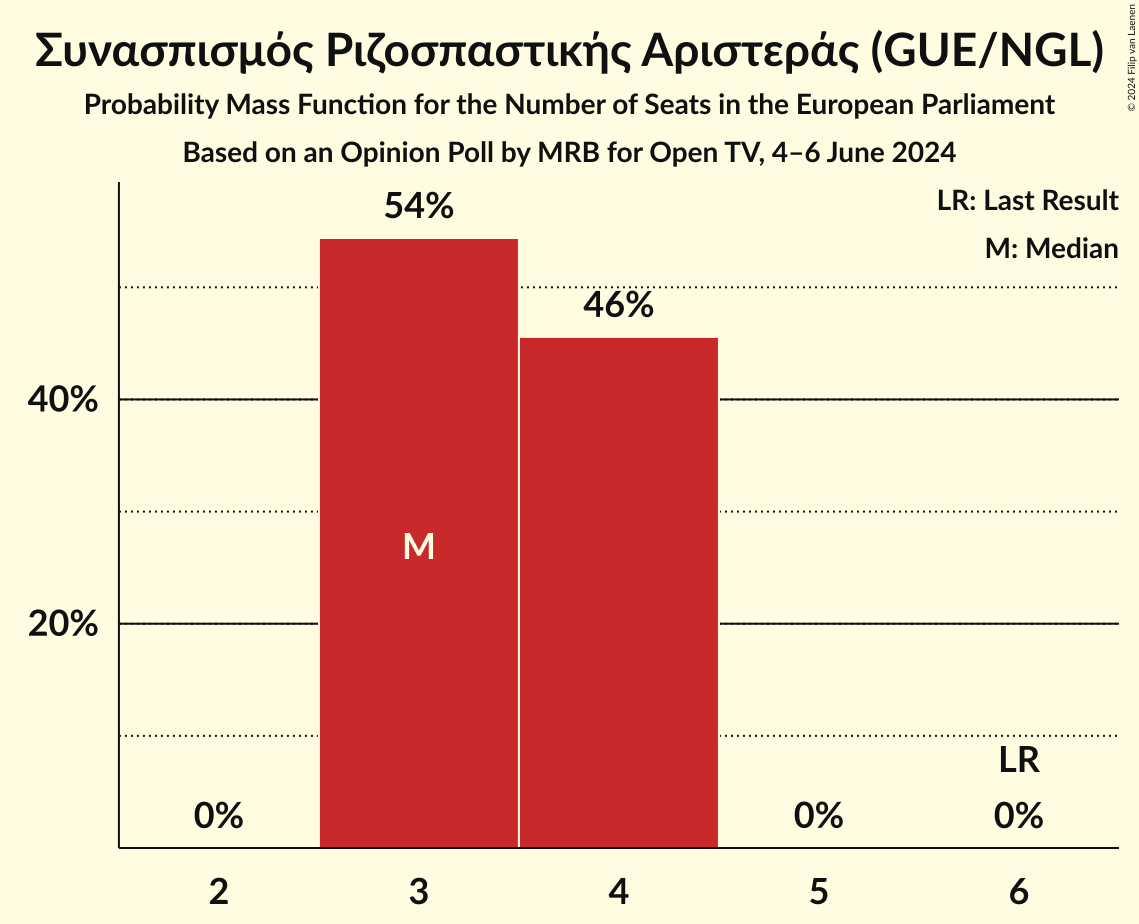 Συνασπισμός Ριζοσπαστικής Αριστεράς (GUE/NGL)
Probability Mass Function for the Number of Seats in the European Parliament
Based on an Opinion Poll by MRB for Open TV, 4–6 June 2024
© 2024 Filip van Laenen
LR: Last Result
M: Median
54%
46%
40%
M
20%
LR
0%
0%
0%
2
3
4
5
6